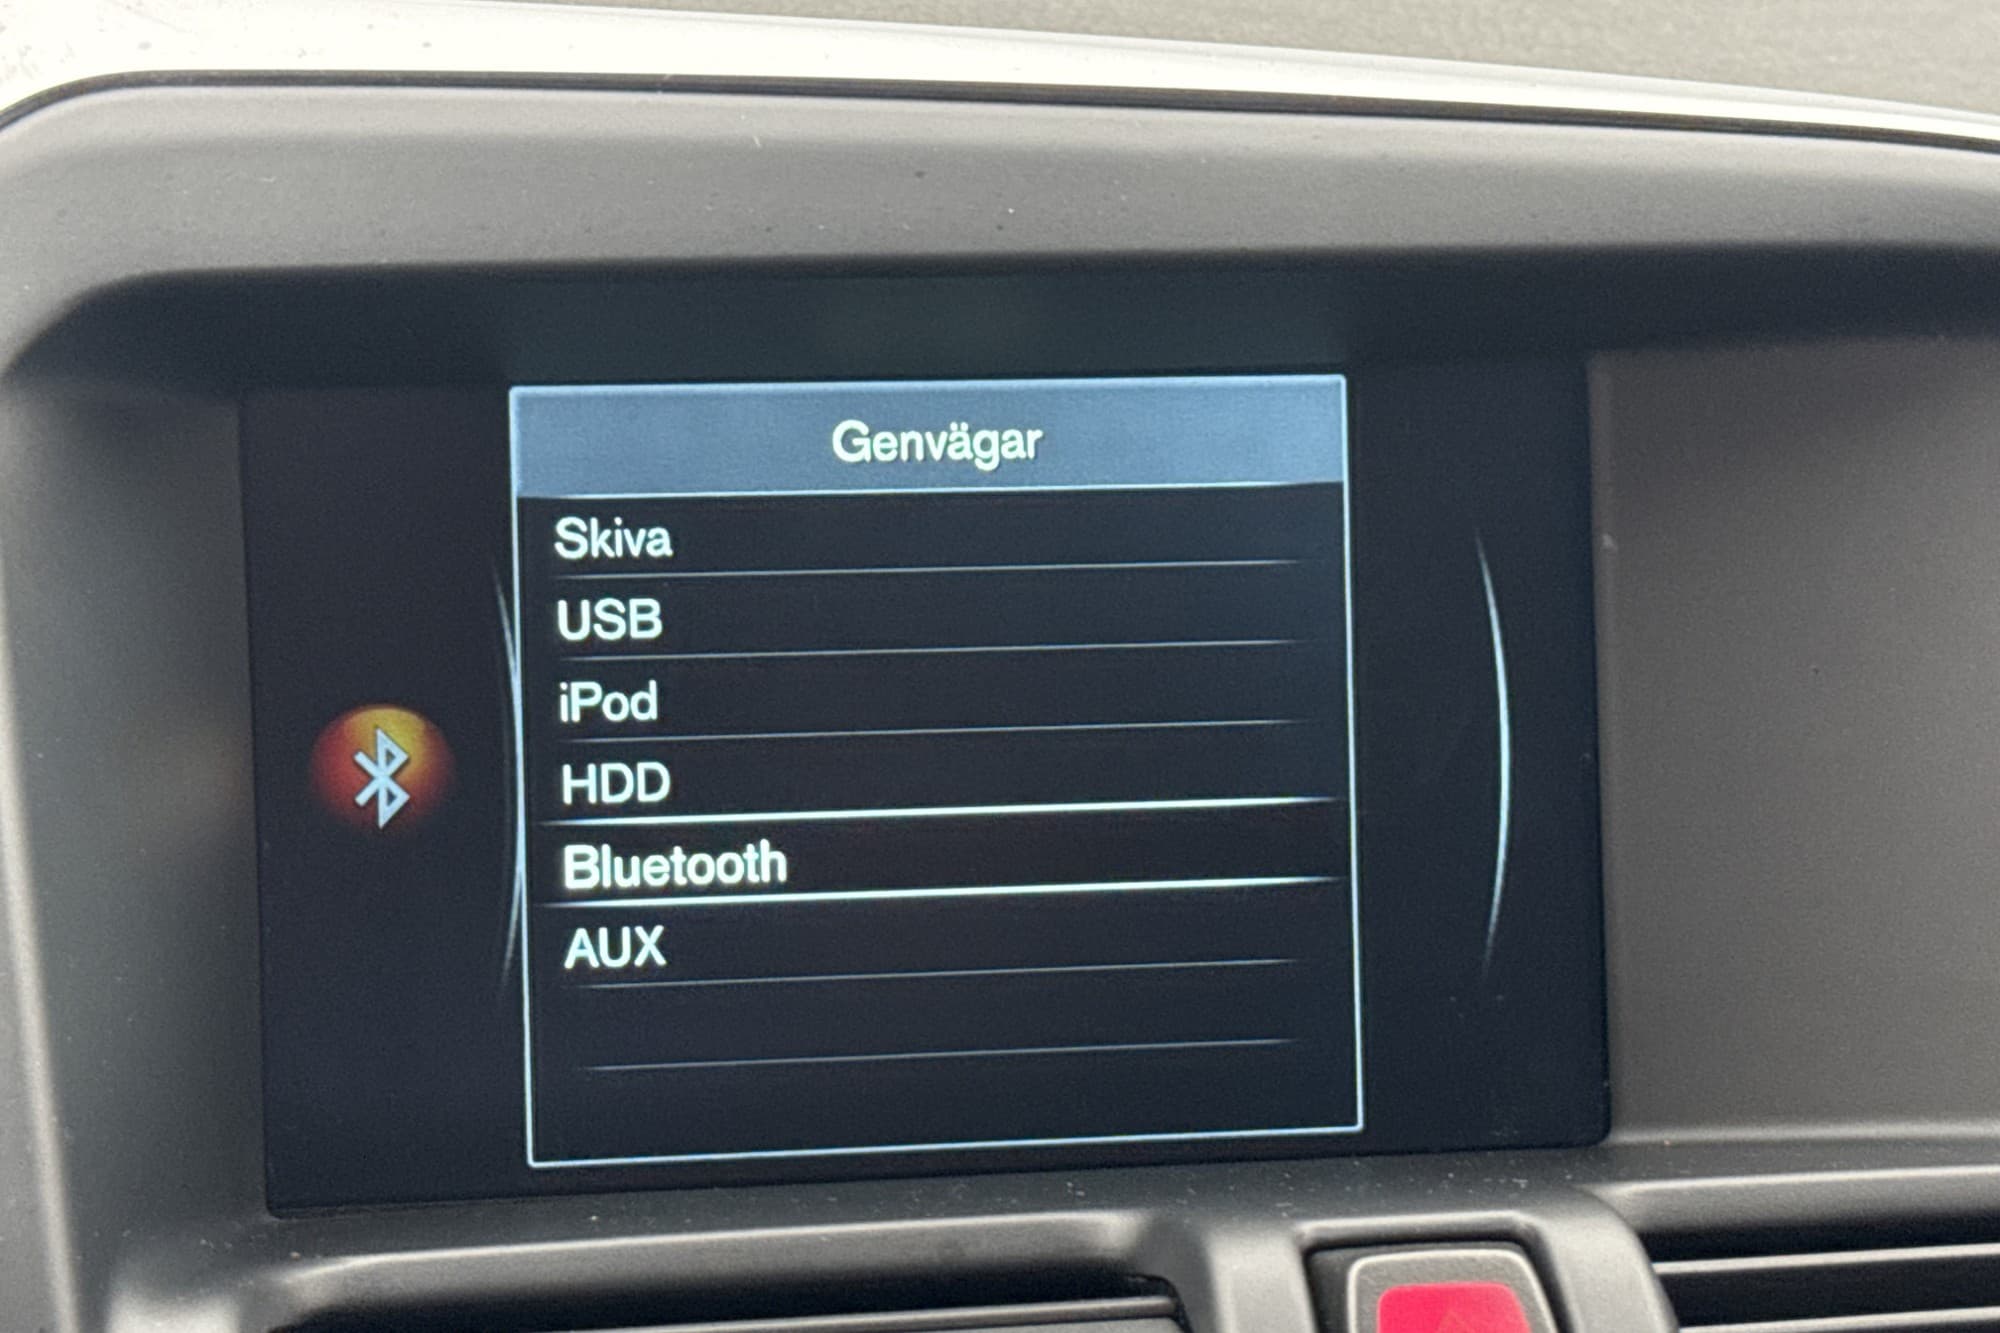 Genvägar
Skiva
USB
iPod
HDD
Bluetooth
AUX